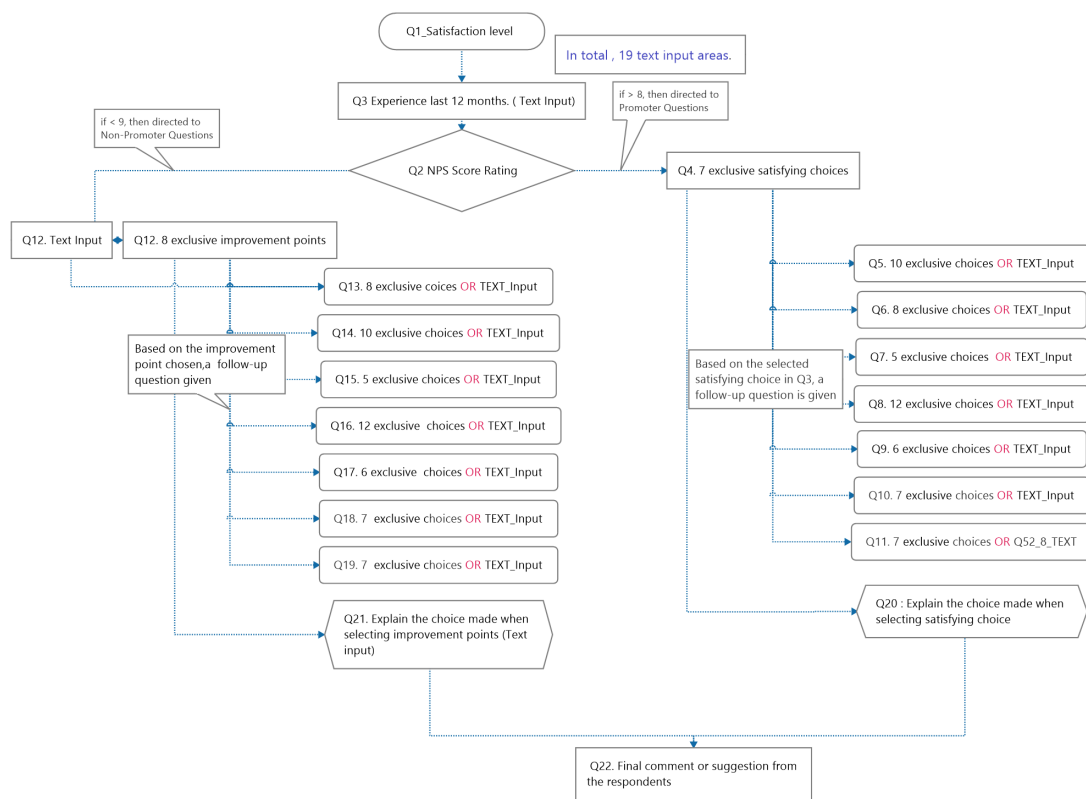 Q1_Satisfaction level
In total , 19 text input areas.
Q3 Experience last 12 months. ( Text Input)
if > 8, then directed to
Promoter Questions
if < 9, then directed to
Non-Promoter Questions
Q2 NPS Score Rating
Q4. 7 exclusive satisfying choices
Q12. Text Input
Q12. 8 exclusive improvement points
Q13. 8 exclusive coices OR TEXT_Input
Q14. 10 exclusive choices OR TEXT_Input
Based on the improvement
point chosen,a follow-up
question given
Q15. 5 exclusive choices OR TEXT_Input
Q16. 12 exclusive choices OR TEXT_Input
Q17. 6 exclusive choices OR TEXT_Input
Q18. 7 exclusive choices OR TEXT_Input
Q19. 7 exclusive choices OR TEXT_Input
Q21. Explain the choice made when
selecting improvement points (Text
input)
Q5. 10 exclusive choices OR TEXT_Input
Q6. 8 exclusive choices OR TEXT_Input
Q7. 5 exclusive choices OR TEXT_Input
Based on the selected
satisfying choice in Q3, a
follow-up question is given
Q8. 12 exclusive choices OR TEXT_Input
Q9. 6 exclusive choices OR TEXT_Input
Q10. 7 exclusive choices OR TEXT_Input
Q11. 7 exclusive choices OR Q52_8_TEXT
Q20 : Explain the choice made when
selecting satisfying choice
Q22. Final comment or suggestion from
the respondents